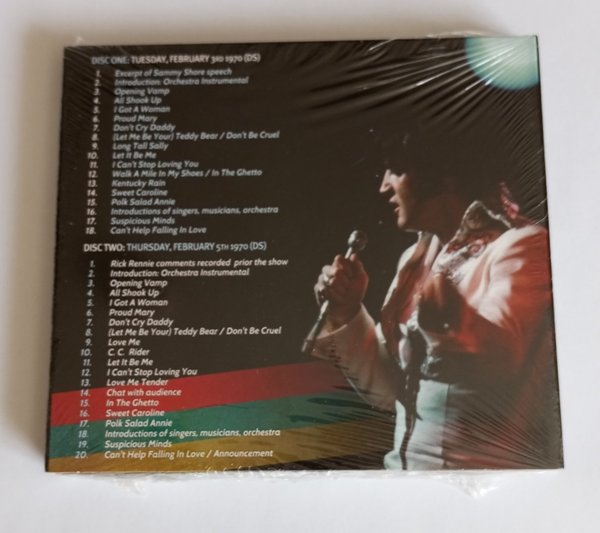 DISC ONE: TUESDAY, FEBRUARY 3RD 1970 (DS)
1. Excerpt of Sammy Shore speech
2. Introduction: Orchestra Instrumental
3. Opening Vamp
4. All Shook Up
5. I Got A Woman
6. Proud Mary
7. Don't Cry Daddy
8. (Let Me Be Your) Teddy Bear / Don't Be Cruel
9. Long Tall Sally
10. Let It Be Me
11. I Can't Stop Loving You
12. Walk A Mile In My Shoes / In The Ghetto
13. Kentucky Rain
14. Sweet Caroline
15. Polk Salad Annie
16. Introductions of singers, musicians, orchestra
17. Suspicious Minds
18. Can't Help Falling In Love
DISC TWO: THURSDAY, FEBRUARY 5TH 1970 (DS)
1. Rick Rennie comments recorded prior the show
2. Introduction: Orchestra Instrumental
3. Opening Vamp
4. All Shook Up
5. I Got A Woman
6. Proud Mary
7. Don't Cry Daddy
8. (Let Me Be Your) Teddy Bear / Don't Be Cruel
9. Love Me
10. C.C. Rider
11. Let It Be Me
12. I Can't Stop Loving You
13. Love Me Tender
14. Chat with audience
15. In The Ghetto
16. Sweet Caroline
17. Polk Salad Annie
18. Introductions of singers, musicians, orchestra
19. Suspicious Minds
20. Can't Help Falling In Love / Announcement